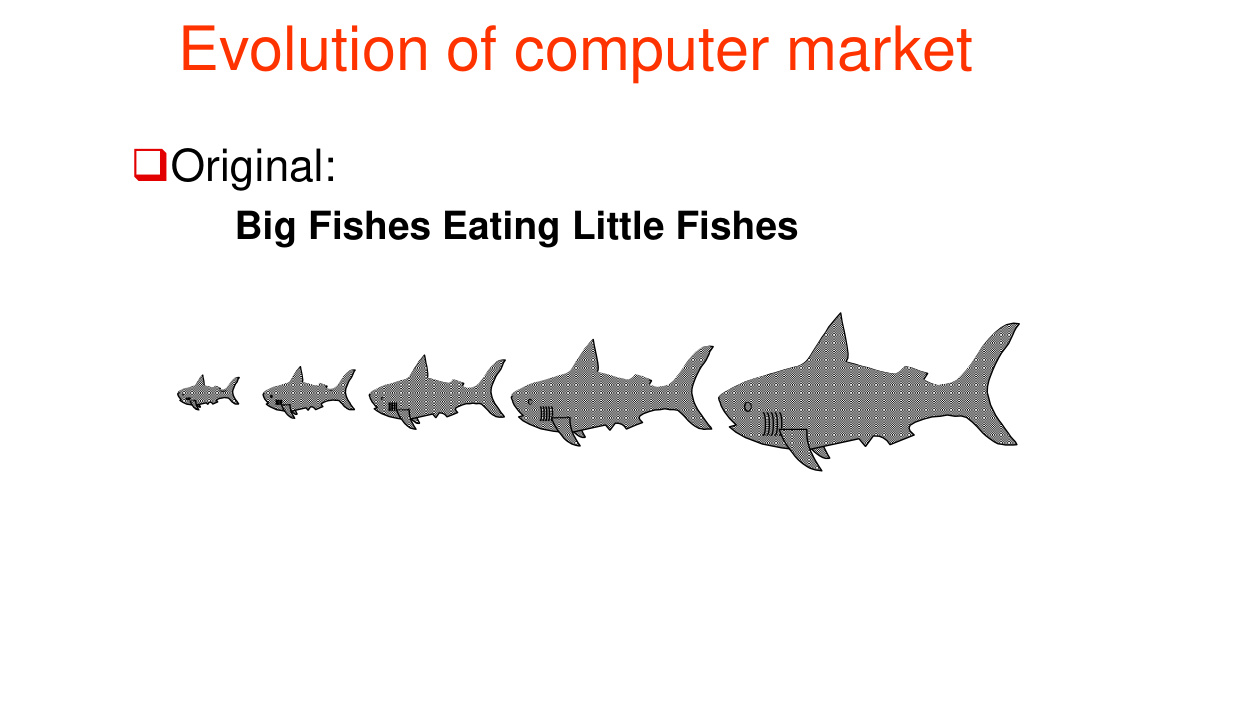 Evolution of computer market
❑Original:
Big Fishes Eating Little Fishes